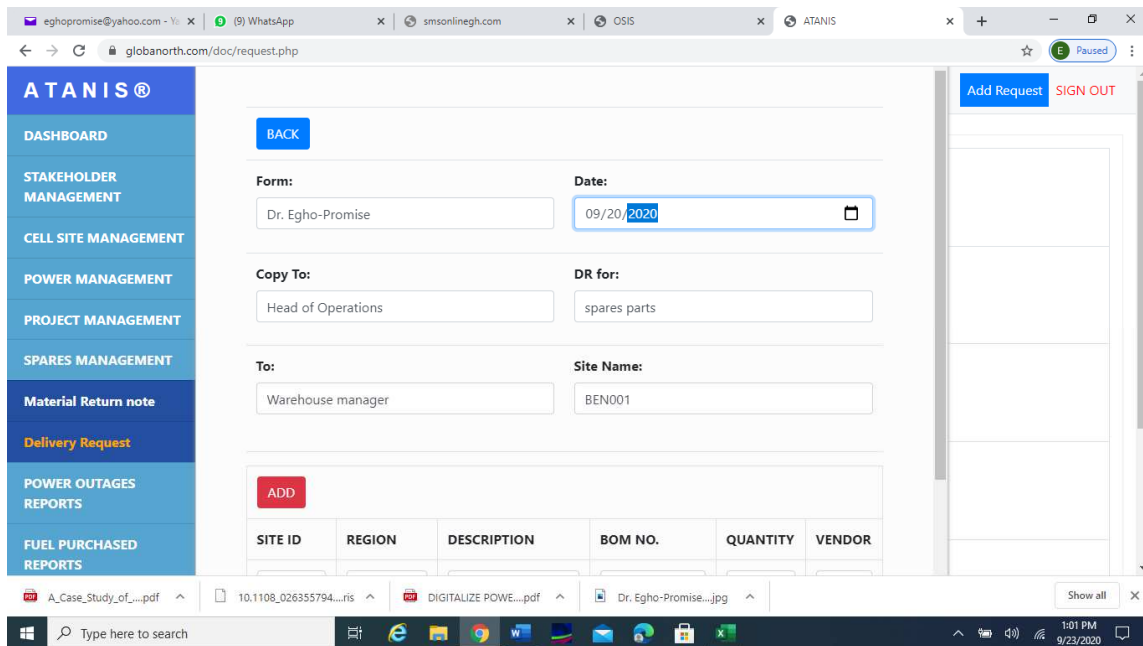 eghopromise@yahoo.com - Ya
(9) WhatsApp
smsonlinegh.com
OSIS
ATANIS
globanorth.com/doc/request.php
E Paused
ATANIS®
Add Request SIGN OUT
DASHBOARD
STAKEHOLDER
MANAGEMENT
CELL SITE MANAGEMENT
POWER MANAGEMENT
PROJECT MANAGEMENT
SPARES MANAGEMENT
Material Return note
Delivery Request
POWER OUTAGES
REPORTS
FUEL PURCHASED
REPORTS
BACK
Form: Date:
Dr. Egho-Promise 09/20/2020
Copy To: DR for:
Head of Operations spares parts
To: Site Name:
Warehouse manager BEN001
ADD
SITE ID REGION DESCRIPTION BOM NO. QUANTITY VENDOR
A_Case_Study_of_....pdf 10.1108_026355794....ris DIGITALIZE POWE....pdf Dr. Egho-Promise....jpg Show all
Type here to search
1:01 PM
9/23/2020